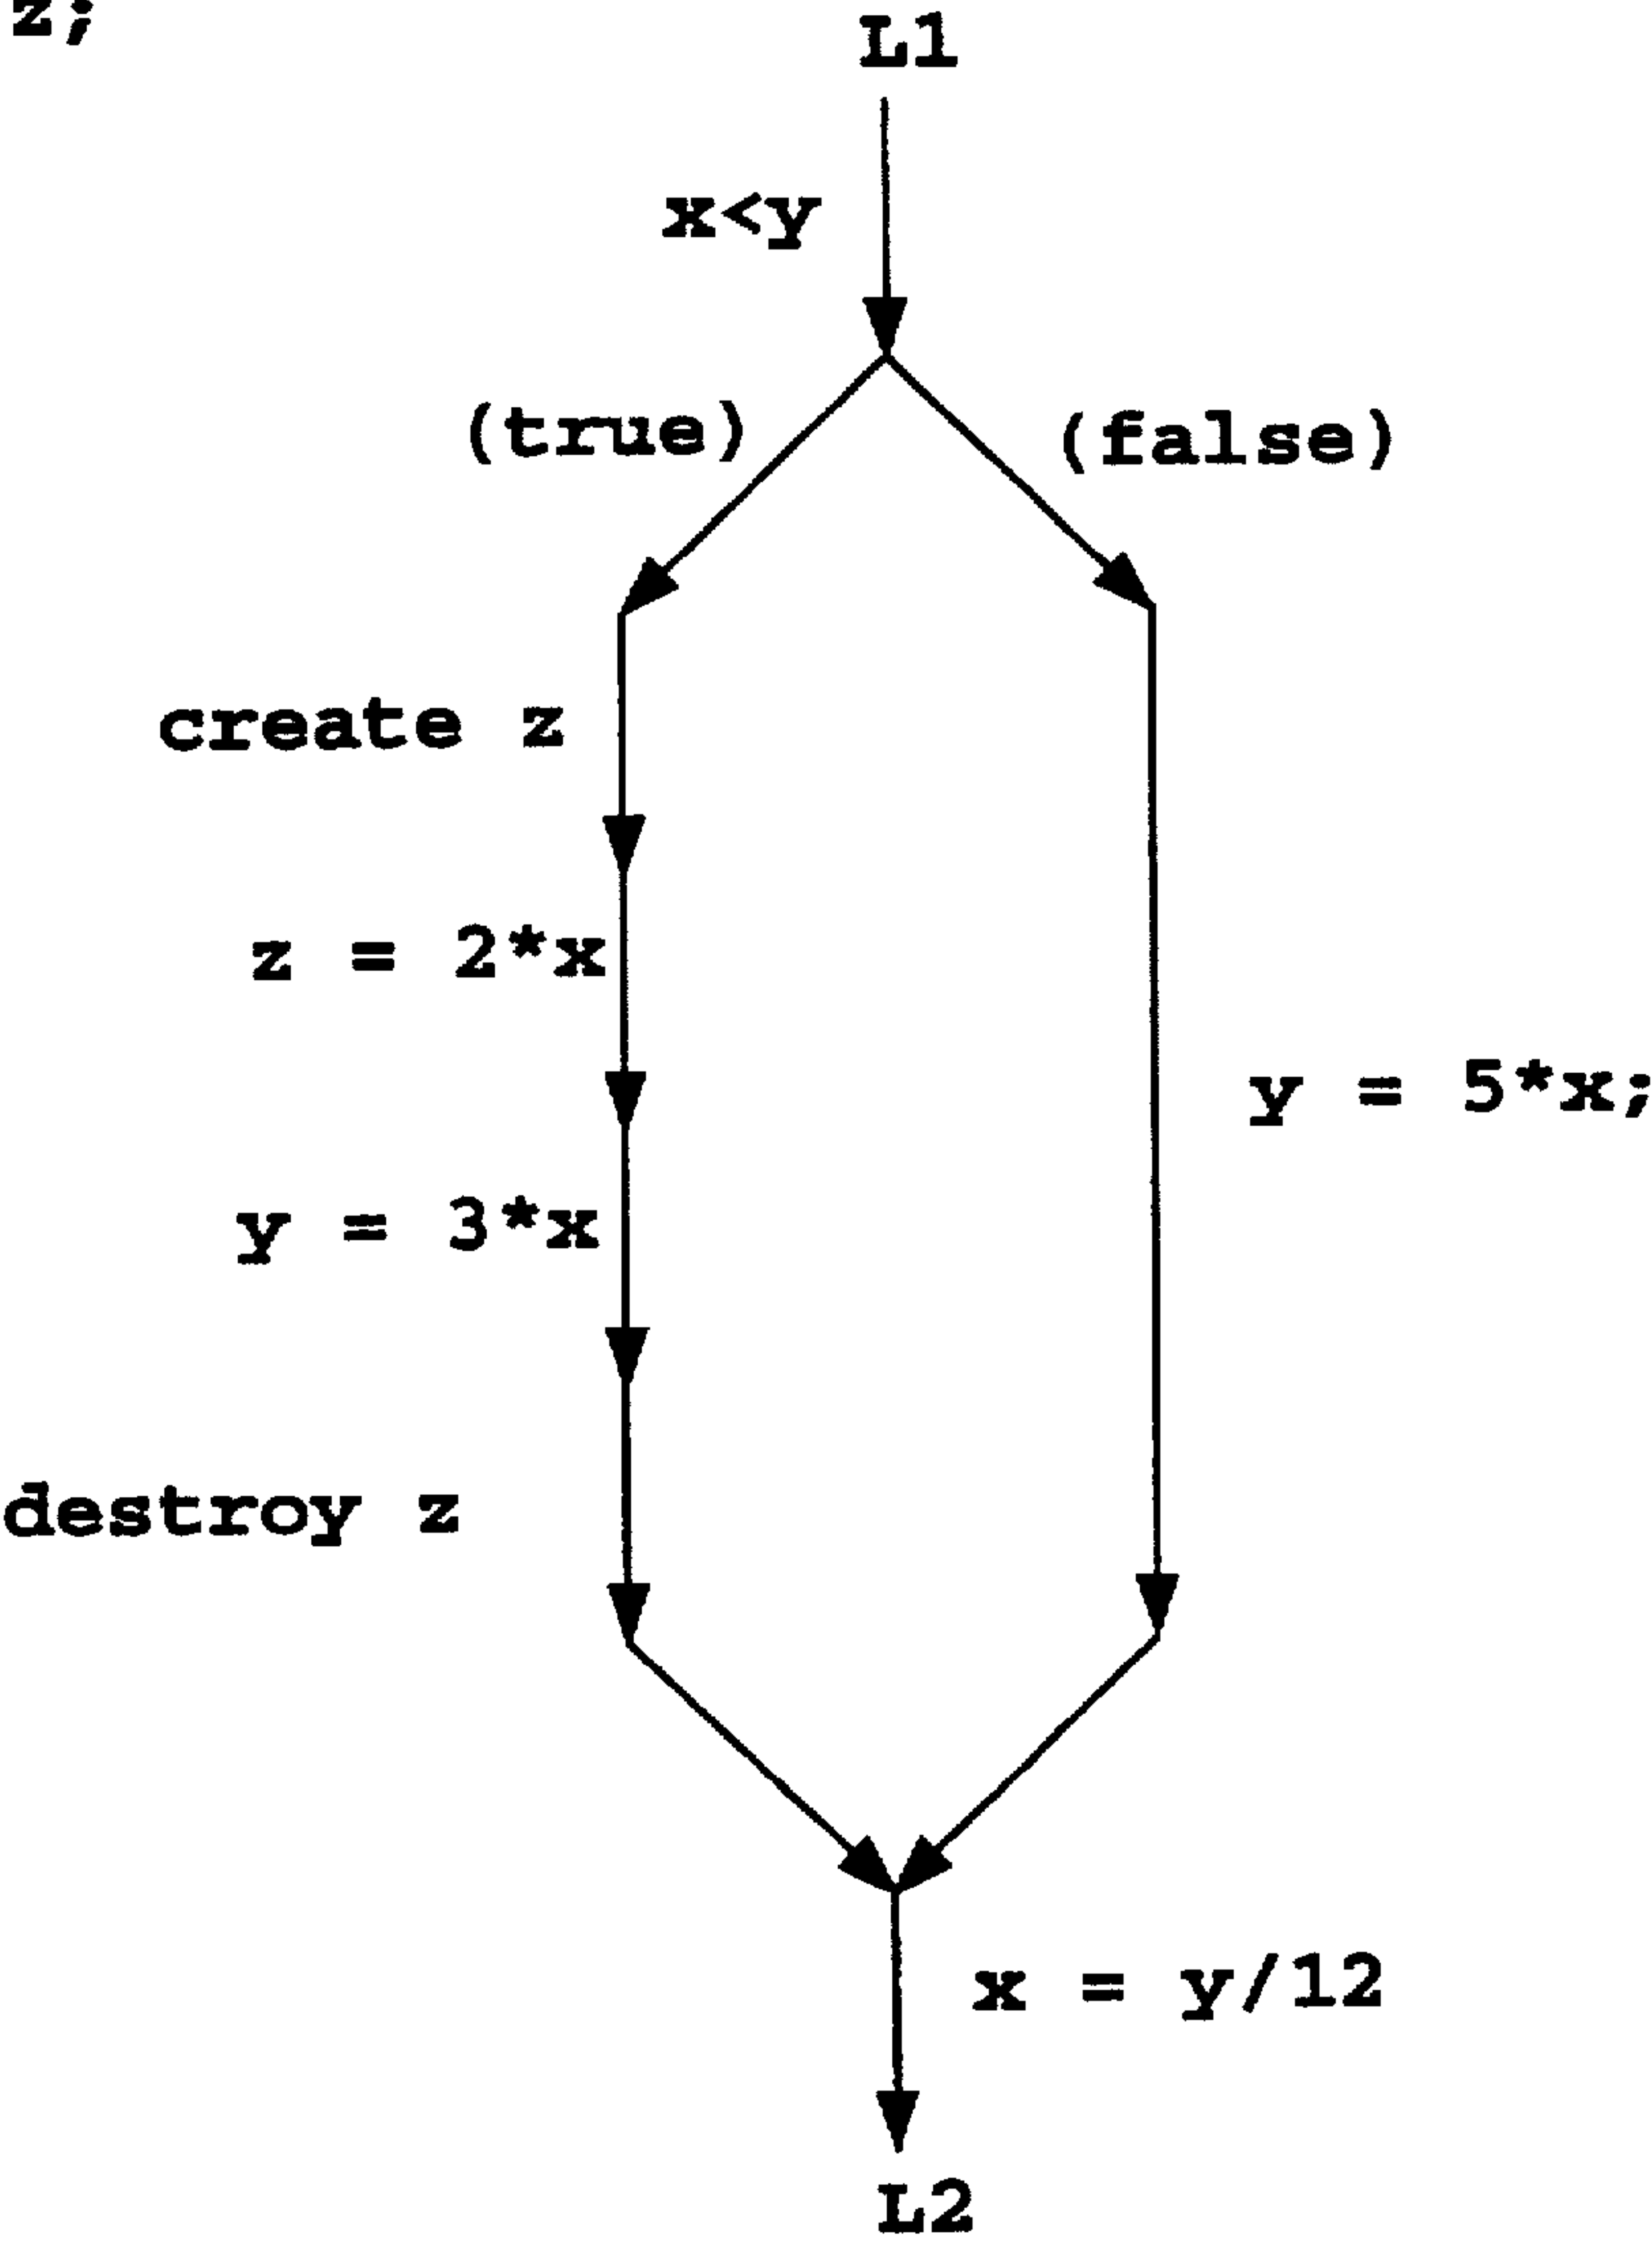 z;
L1
x<y
(true)
(false)
create z
z = 2*x
y = 5*x;
y = 3*x
destroy z
x = y/12
L2